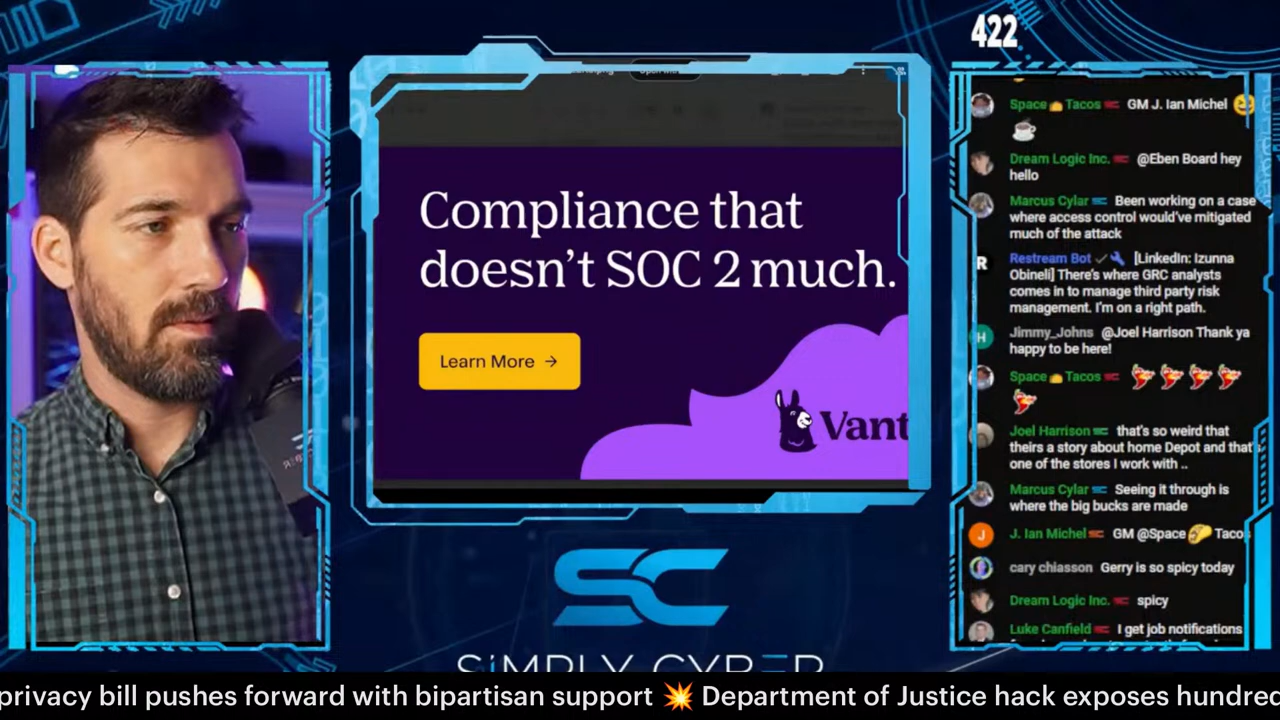 422
Compliance that
doesn't SOC 2 much.
Learn More →
Vant
Space Tacos GM J. Ian Michel
Dream Logic Inc. @Eben Board hey
hello
Marcus Cylar Been working on a case
where access control would've mitigated
much of the attack
R
Restream Bot [LinkedIn: Izunna
Obineli] There's where GRC analysts
comes in to manage third party risk
management. I'm on a right path.
H
Jimmy_Johns @Joel Harrison Thank ya
happy to be here!
Space Tacos
Joel Harrison that's so weird that
theirs a story about home Depot and that's
one of the stores I work with ..
Marcus Cylar Seeing it through is
where the big bucks are made
J
J. Ian Michel GM @Space Tacos
cary chiasson Gerry is so spicy today
Dream Logic Inc. spicy
Luke Canfield I get job notifications
SC
SIMPLY CYBER
privacy bill pushes forward with bipartisan support 💥 Department of Justice hack exposes hundred